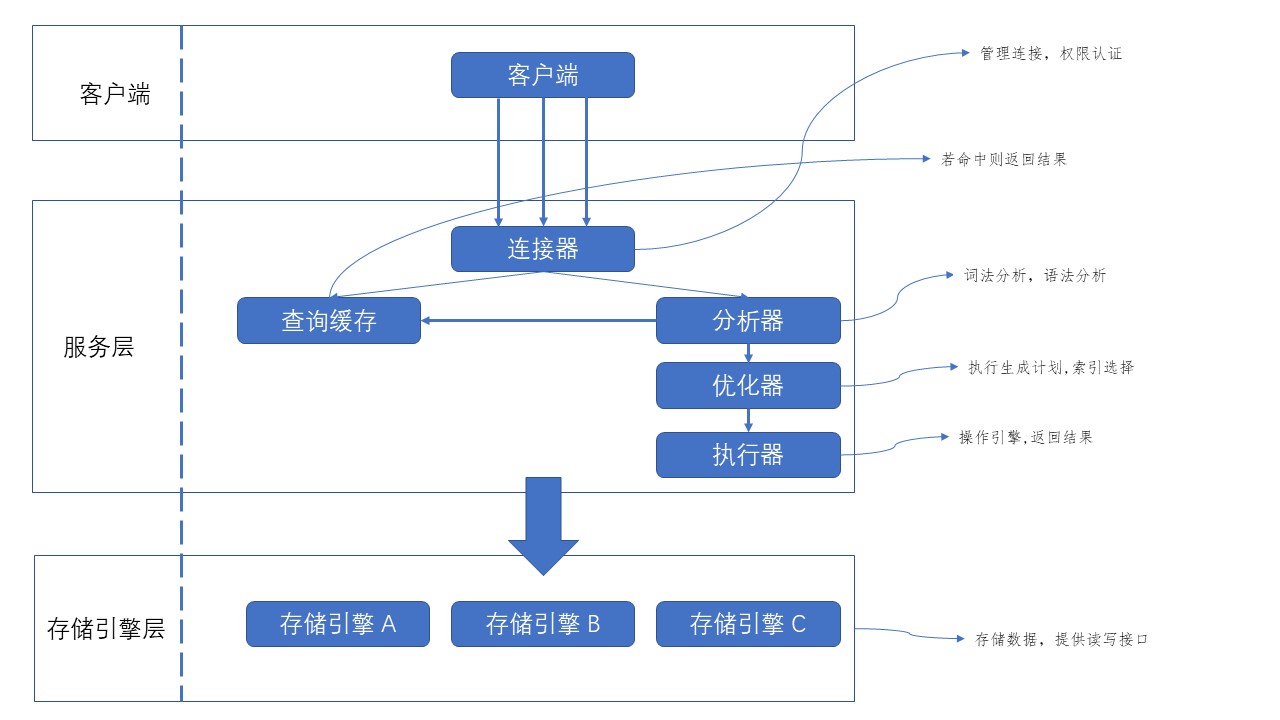 客户端
客户端
管理连接，权限认证
若命中则返回结果
连接器
词法分析，语法分析
查询缓存
分析器
服务层
执行生成计划,索引选择
优化器
操作引擎,返回结果
执行器
存储引擎层
存储引擎 A
存储引擎 B
存储引擎 C
存储数据，提供读写接口